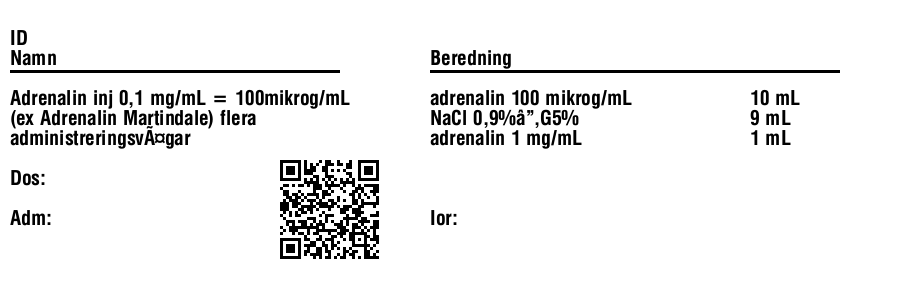 ID
Namn
Beredning
Adrenalin inj 0,1 mg/mL = 100mikrog/mL
(ex Adrenalin Martindale) flera
administreringsvÃ¤gar
adrenalin 100 mikrog/mL 10 mL
NaCl 0,9%â”‚G5% 9 mL
adrenalin 1 mg/mL 1 mL
Dos:
Adm:
Ior: